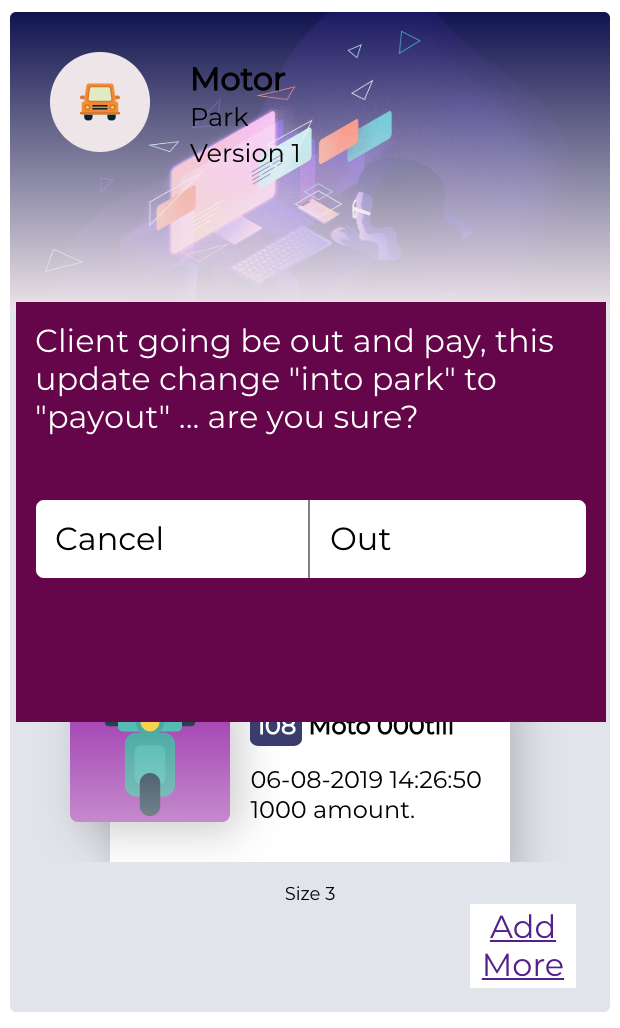 Motor
Park
Version 1
Client going be out and pay, this
update change "into park" to
"payout" ... are you sure?
Cancel
Out
108 Moto 000till
06-08-2019 14:26:50
1000 amount.
Size 3
Add
More